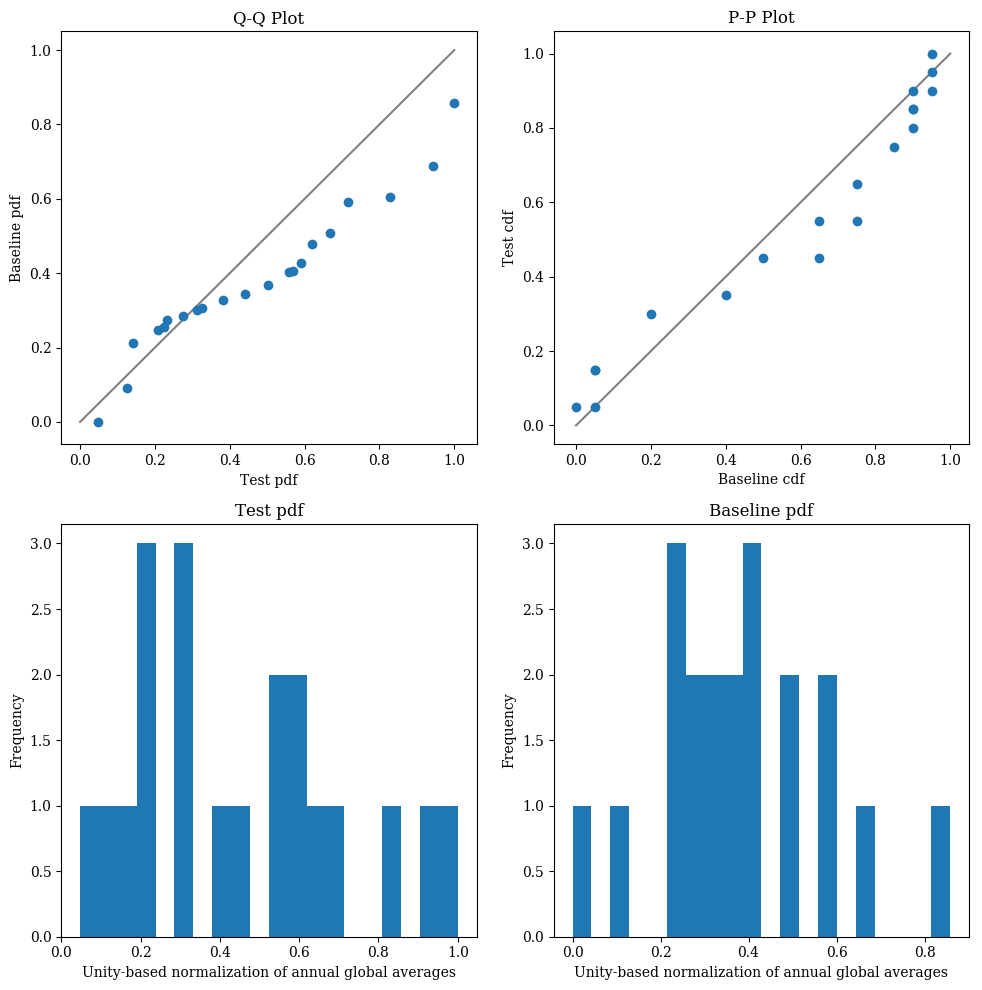 Q-Q Plot
1.0
0.8
0.6
0.4
0.2
0.0
Baseline pdf
0.0 0.2 0.4 0.6 0.8 1.0
Test pdf
P-P Plot
1.0
0.8
0.6
0.4
0.2
0.0
Test cdf
0.0 0.2 0.4 0.6 0.8 1.0
Baseline cdf
Test pdf
3.0
2.5
2.0
1.5
1.0
0.5
0.0
Frequency
0.0 0.2 0.4 0.6 0.8 1.0
Unity-based normalization of annual global averages
Baseline pdf
3.0
2.5
2.0
1.5
1.0
0.5
0.0
Frequency
0.0 0.2 0.4 0.6 0.8
Unity-based normalization of annual global averages